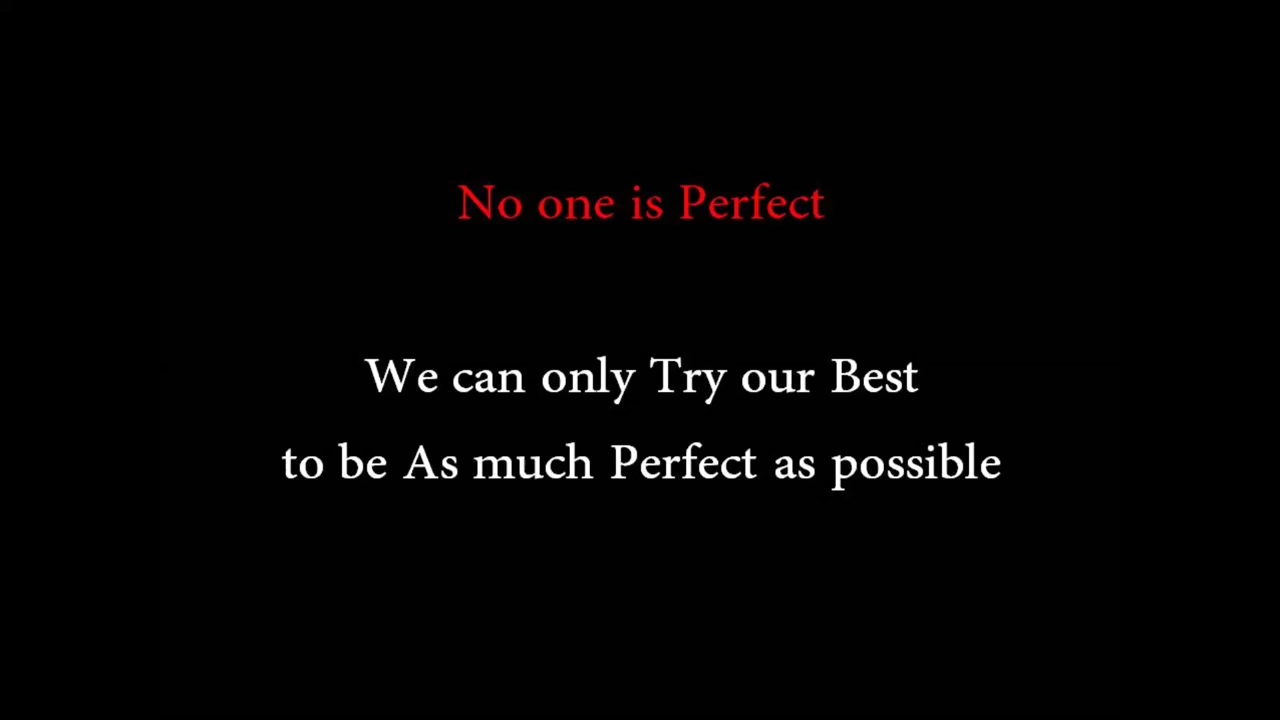 No one is Perfect
We can only Try our Best
to be As much Perfect as possible